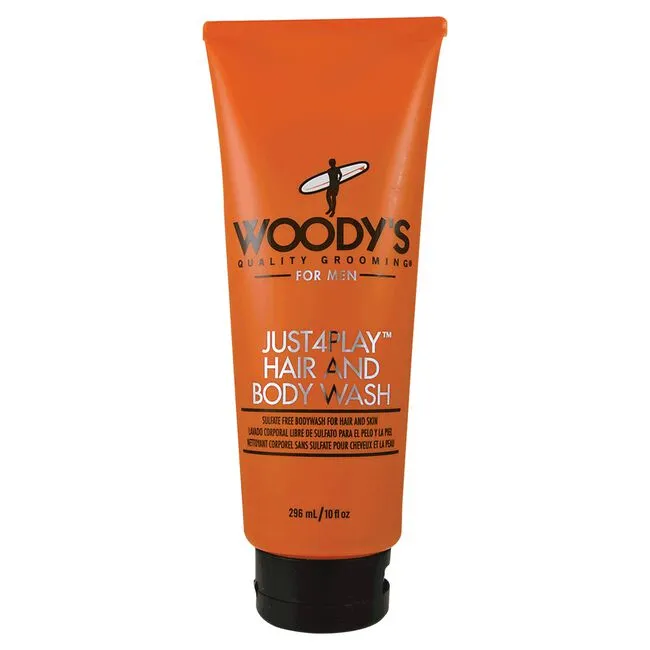 WOODY'S
QUALITY GROOMING®
FOR MEN
JUST4PLAY™
HAIR AND
BODY WASH
SULFATE FREE BODYWASH FOR HAIR AND SKIN
LAVADO CORPORAL LIBRE DE SULFATO PARA EL PELO Y LA PIEL
NETTOYANT CORPOREL SANS SULFATE POUR CHEVEUX ET LA PEAU
296 mL/10 fl oz